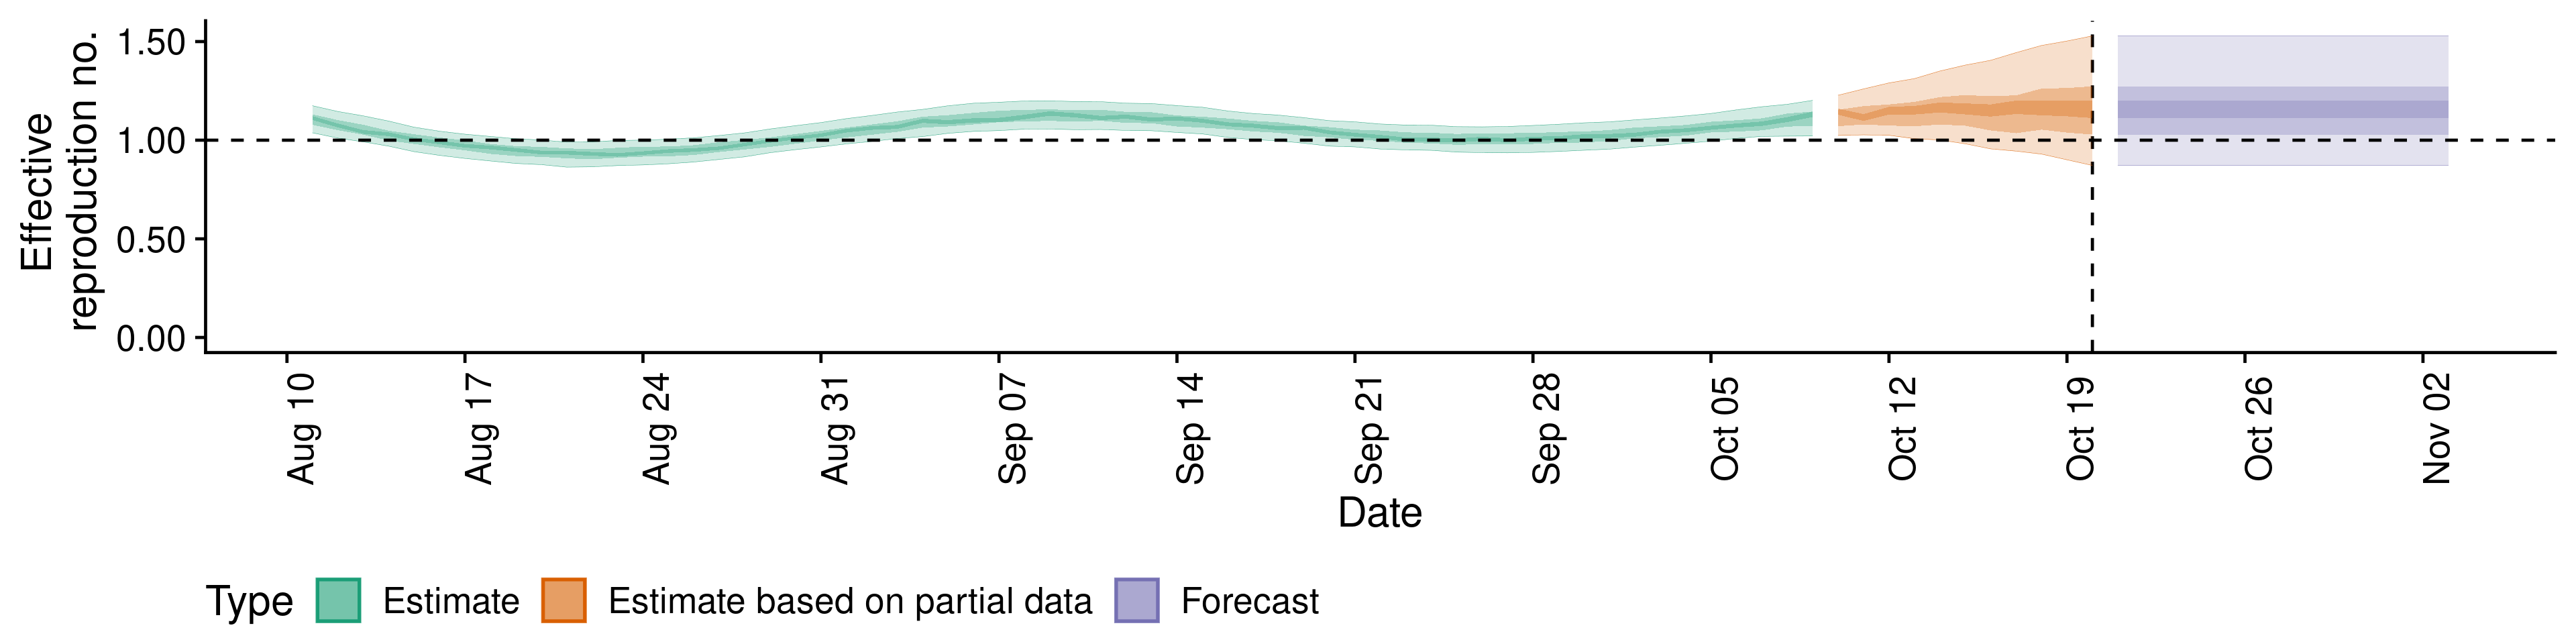 Effective
reproduction no.
1.50
1.00
0.50
0.00
Aug 10
Aug 17
Aug 24
Aug 31
Sep 07
Sep 14
Sep 21
Sep 28
Oct 05
Oct 12
Oct 19
Oct 26
Nov 02
Date
Type Estimate Estimate based on partial data Forecast